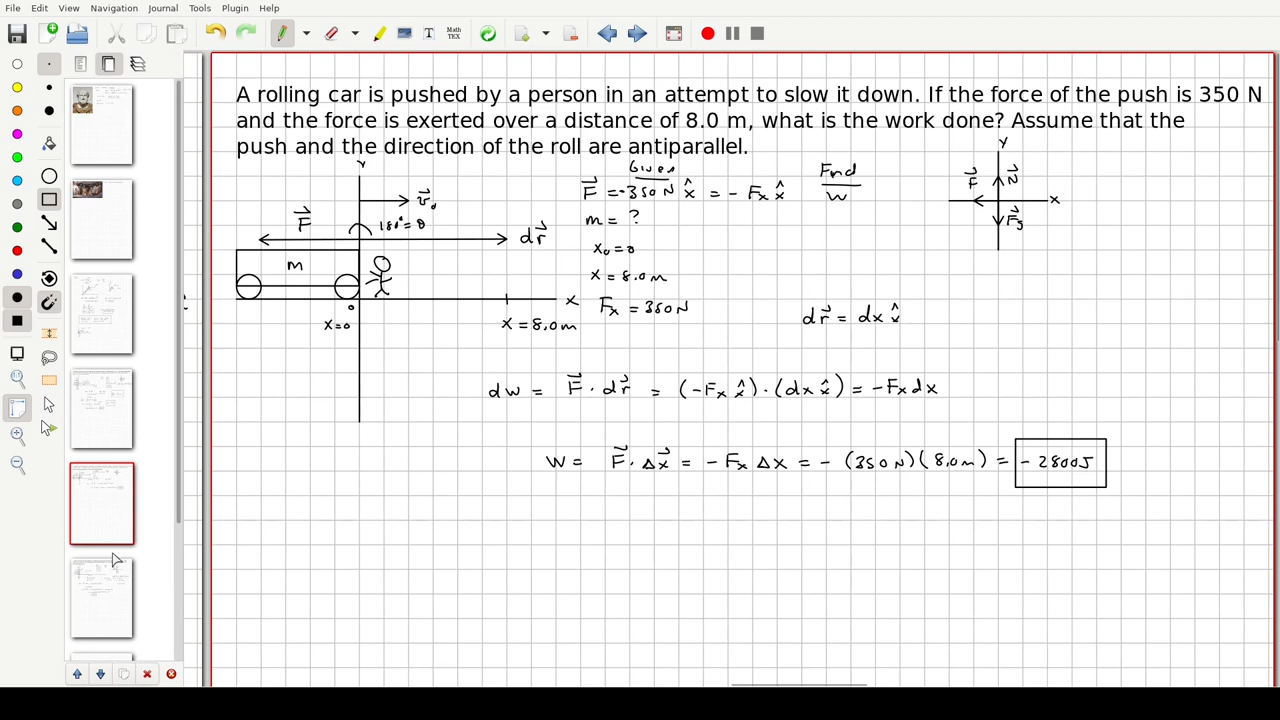 File Edit View Navigation Journal Tools Plugin Help
T Math TEX
A rolling car is pushed by a person in an attempt to slow it down. If the force of the push is 350 N
and the force is exerted over a distance of 8.0 m, what is the work done? Assume that the
push and the direction of the roll are antiparallel.
Given
Find
F⃗ = -350 N x̂ = - Fₓ x̂
W
m = ?
x₀ = 0
x = 8.0 m
Fₓ = 350 N
y
v⃗₀
F⃗
180° = θ
dr⃗
m
x
0
x = 0
x = 8.0 m
y
F⃗
N⃗
x
F⃗g
dr⃗ = dx x̂
dW = F⃗ · dr⃗ = (-Fₓ x̂) · (dx x̂) = -Fₓ dx
W = F⃗ · Δx⃗ = - Fₓ Δx = - (350 N)(8.0 m) = - 2800 J